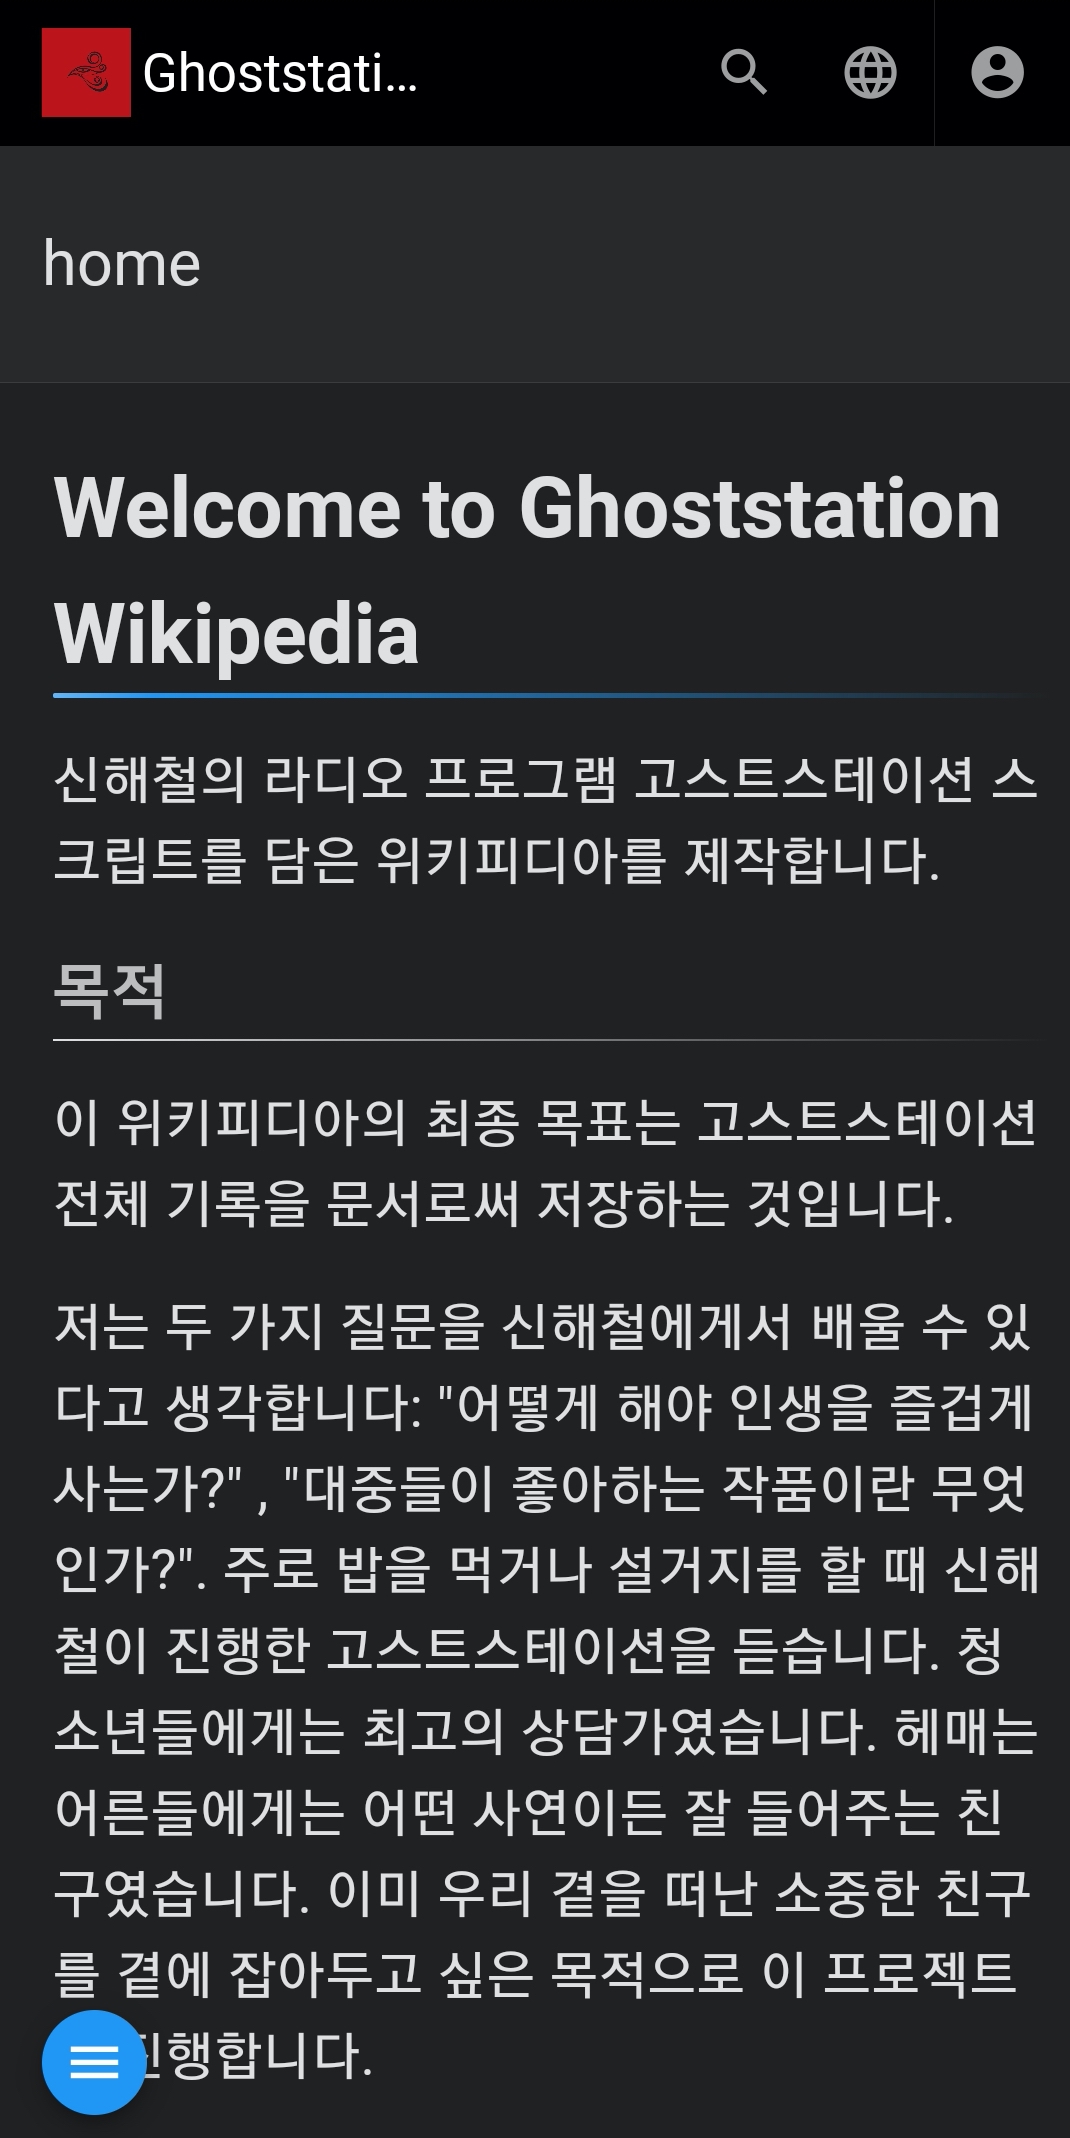 Ghoststati...
home
Welcome to Ghoststation
Wikipedia
신해철의 라디오 프로그램 고스트스테이션 스
크립트를 담은 위키피디아를 제작합니다.
목적
이 위키피디아의 최종 목표는 고스트스테이션
전체 기록을 문서로써 저장하는 것입니다.
저는 두 가지 질문을 신해철에게서 배울 수 있
다고 생각합니다: "어떻게 해야 인생을 즐겁게
사는가?" , "대중들이 좋아하는 작품이란 무엇
인가?". 주로 밥을 먹거나 설거지를 할 때 신해
철이 진행한 고스트스테이션을 듣습니다. 청
소년들에게는 최고의 상담가였습니다. 헤매는
어른들에게는 어떤 사연이든 잘 들어주는 친
구였습니다. 이미 우리 곁을 떠난 소중한 친구
를 곁에 잡아두고 싶은 목적으로 이 프로젝트
진행합니다.